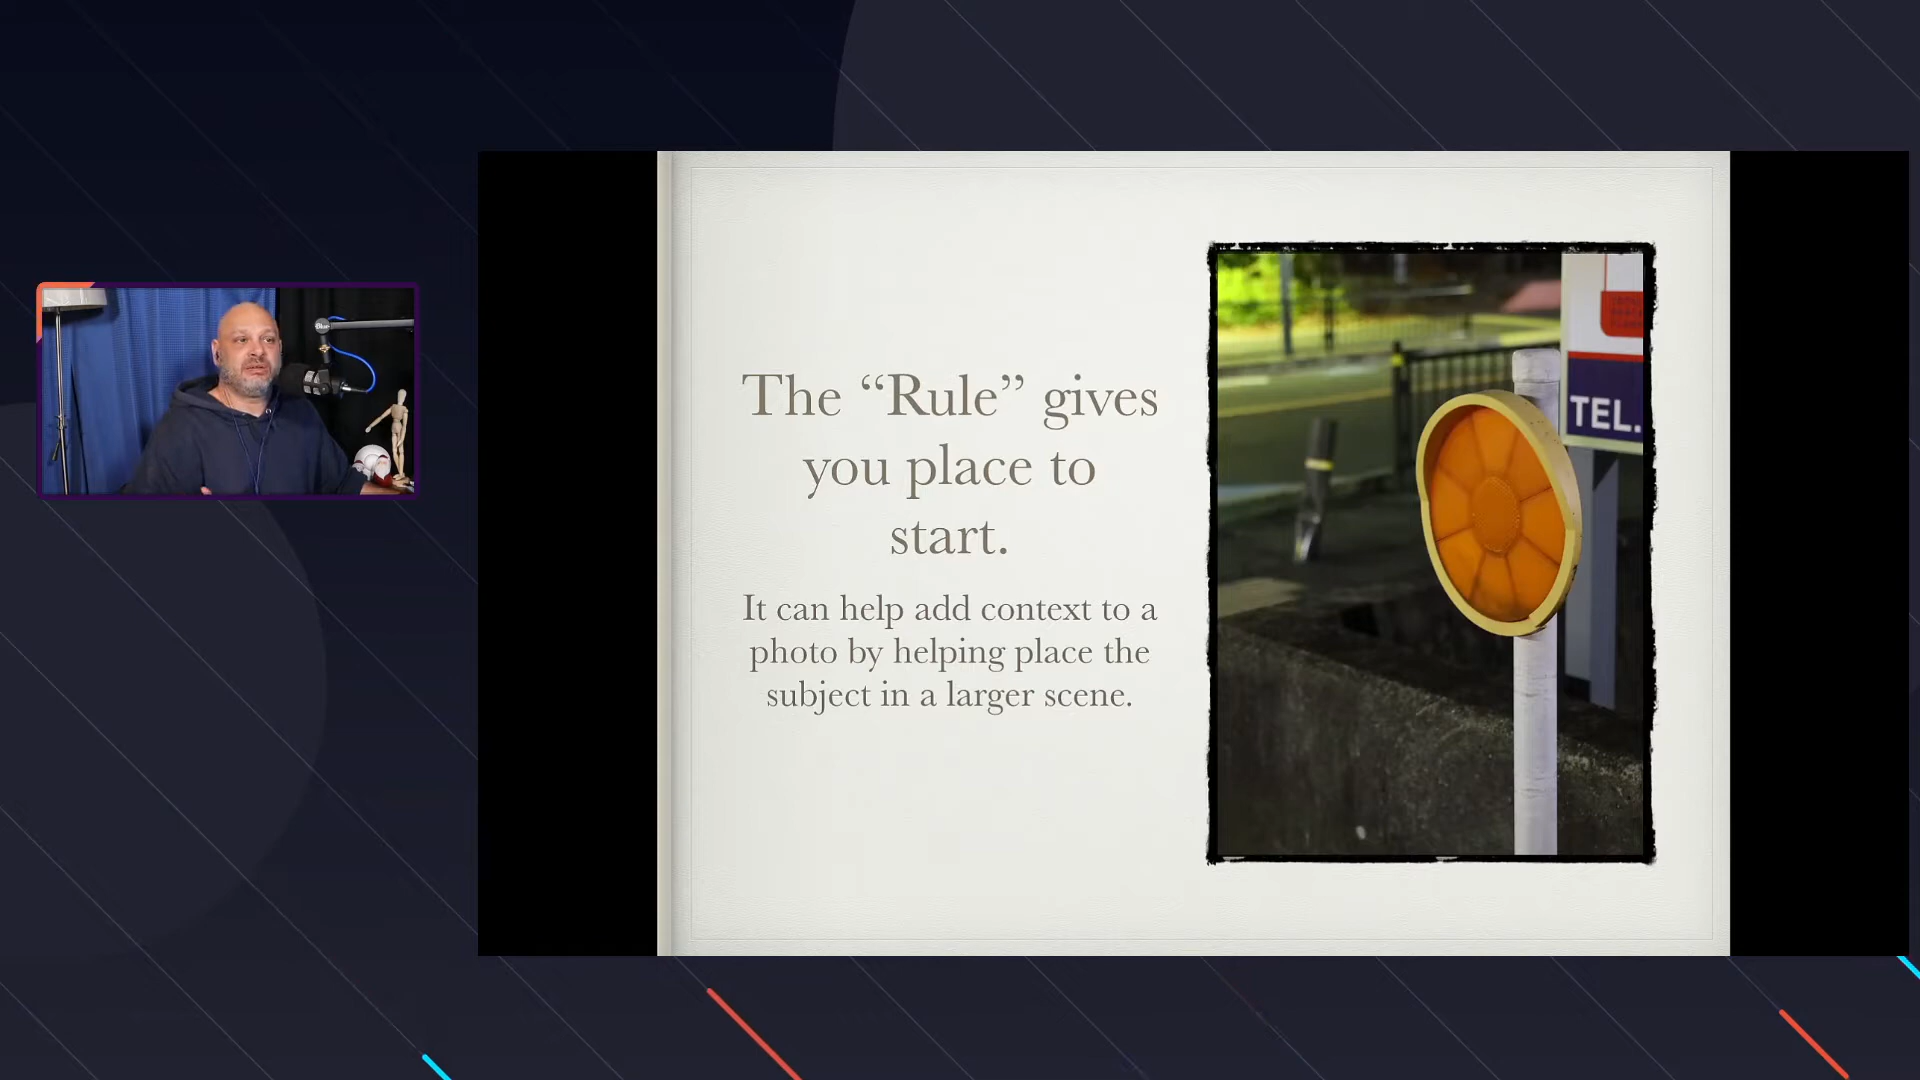 The “Rule” gives
you place to
start.
It can help add context to a
photo by helping place the
subject in a larger scene.
TEL.